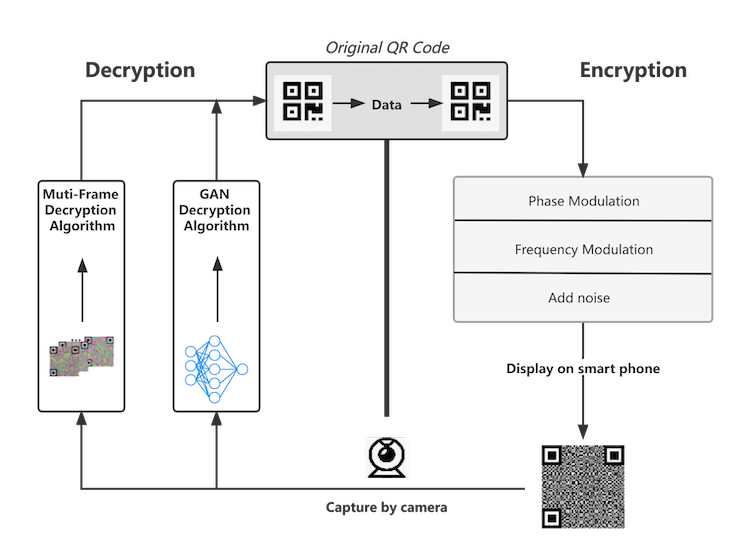 Original QR Code
Decryption
Encryption
Data
Muti-Frame
Decryption
Algorithm
GAN
Decryption
Algorithm
Phase Modulation
Frequency Modulation
Add noise
Display on smart phone
Capture by camera